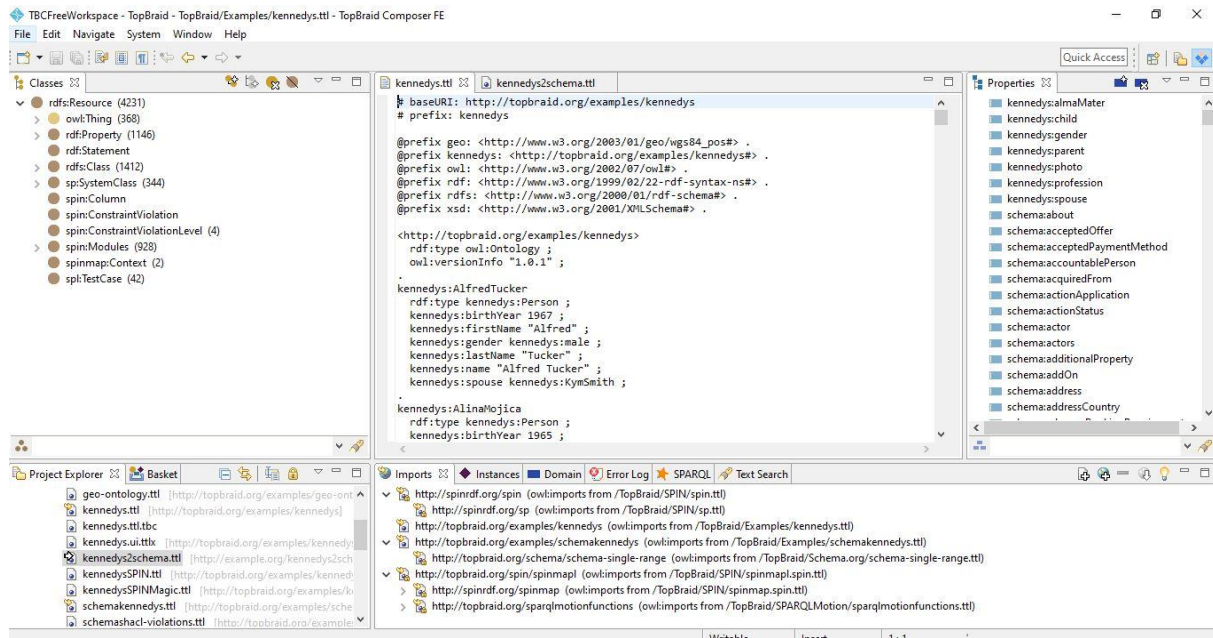 TBCFreeWorkspace - TopBraid - TopBraid/Examples/kennedys.ttl - TopBraid Composer FE
File Edit Navigate System Window Help
Quick Access
Classes
rdfs:Resource (4231)
owl:Thing (368)
rdf:Property (1146)
rdf:Statement
rdfs:Class (1412)
sp:SystemClass (344)
spin:Column
spin:ConstraintViolation
spin:ConstraintViolationLevel (4)
spin:Modules (928)
spinmap:Context (2)
spl:TestCase (42)
kennedys.ttl kennedys2schema.ttl
# baseURI: http://topbraid.org/examples/kennedys
# prefix: kennedys
@prefix geo: <http://www.w3.org/2003/01/geo/wgs84_pos#> .
@prefix kennedys: <http://topbraid.org/examples/kennedys#> .
@prefix owl: <http://www.w3.org/2002/07/owl#> .
@prefix rdf: <http://www.w3.org/1999/02/22-rdf-syntax-ns#> .
@prefix rdfs: <http://www.w3.org/2000/01/rdf-schema#> .
@prefix xsd: <http://www.w3.org/2001/XMLSchema#> .
<http://topbraid.org/examples/kennedys>
rdf:type owl:Ontology ;
owl:versionInfo "1.0.1" ;
.
kennedys:AlfredTucker
rdf:type kennedys:Person ;
kennedys:birthYear 1967 ;
kennedys:firstName "Alfred" ;
kennedys:gender kennedys:male ;
kennedys:lastName "Tucker" ;
kennedys:name "Alfred Tucker" ;
kennedys:spouse kennedys:KymSmith ;
.
kennedys:AlinaMojica
rdf:type kennedys:Person ;
kennedys:birthYear 1965 ;
Properties
kennedys:almaMater
kennedys:child
kennedys:gender
kennedys:parent
kennedys:photo
kennedys:profession
kennedys:spouse
schema:about
schema:acceptedOffer
schema:acceptedPaymentMethod
schema:accountablePerson
schema:acquiredFrom
schema:actionApplication
schema:actionStatus
schema:actor
schema:actors
schema:additionalProperty
schema:addOn
schema:address
schema:addressCountry
Project Explorer Basket
geo-ontology.ttl [http://topbraid.org/examples/geo-ont
kennedys.ttl [http://topbraid.org/examples/kennedys]
kennedys.ttl.tbc
kennedys.ui.ttlx [http://topbraid.org/examples/kennedy
kennedys2schema.ttl [http://example.org/kennedys2sch
kennedysSPIN.ttl [http://topbraid.org/examples/kenned
kennedysSPINMagic.ttl [http://topbraid.org/examples/k
schemakennedys.ttl [http://topbraid.org/examples/sche
schemashacl-violations.ttl [http://topbraid.org/example
Imports Instances Domain Error Log SPARQL Text Search
http://spinrdf.org/spin (owl:imports from /TopBraid/SPIN/spin.ttl)
http://spinrdf.org/sp (owl:imports from /TopBraid/SPIN/sp.ttl)
http://topbraid.org/examples/kennedys (owl:imports from /TopBraid/Examples/kennedys.ttl)
http://topbraid.org/examples/schemakennedys (owl:imports from /TopBraid/Examples/schemakennedys.ttl)
http://topbraid.org/schema/schema-single-range (owl:imports from /TopBraid/Schema.org/schema-single-range.ttl)
http://topbraid.org/spin/spinmapl (owl:imports from /TopBraid/SPIN/spinmapl.spin.ttl)
http://spinrdf.org/spinmap (owl:imports from /TopBraid/SPIN/spinmap.spin.ttl)
http://topbraid.org/sparqlmotionfunctions (owl:imports from /TopBraid/SPARQLMotion/sparqlmotionfunctions.ttl)